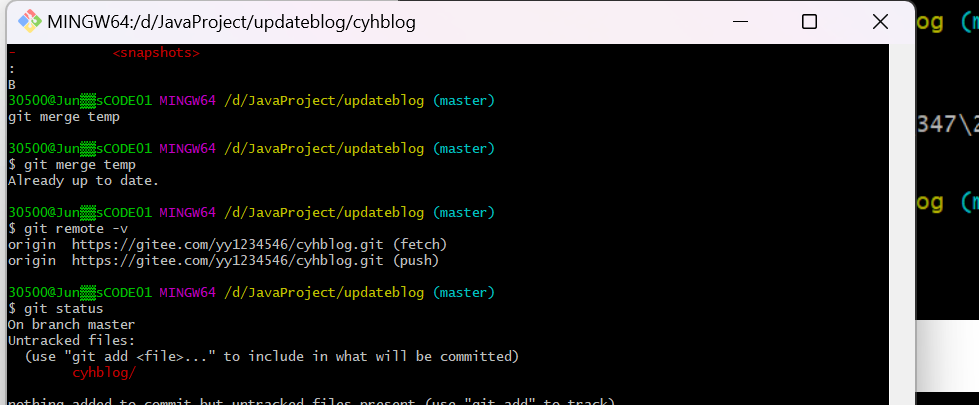 MINGW64:/d/JavaProject/updateblog/cyhblog
- <snapshots>
:
B
30500@Jun▒▒sCODE01 MINGW64 /d/JavaProject/updateblog (master)
git merge temp
30500@Jun▒▒sCODE01 MINGW64 /d/JavaProject/updateblog (master)
$ git merge temp
Already up to date.
30500@Jun▒▒sCODE01 MINGW64 /d/JavaProject/updateblog (master)
$ git remote -v
origin https://gitee.com/yy1234546/cyhblog.git (fetch)
origin https://gitee.com/yy1234546/cyhblog.git (push)
30500@Jun▒▒sCODE01 MINGW64 /d/JavaProject/updateblog (master)
$ git status
On branch master
Untracked files:
(use "git add <file>..." to include in what will be committed)
cyhblog/
nothing added to commit but untracked files present (use "git add" to track)
og (m
347\2
og (m